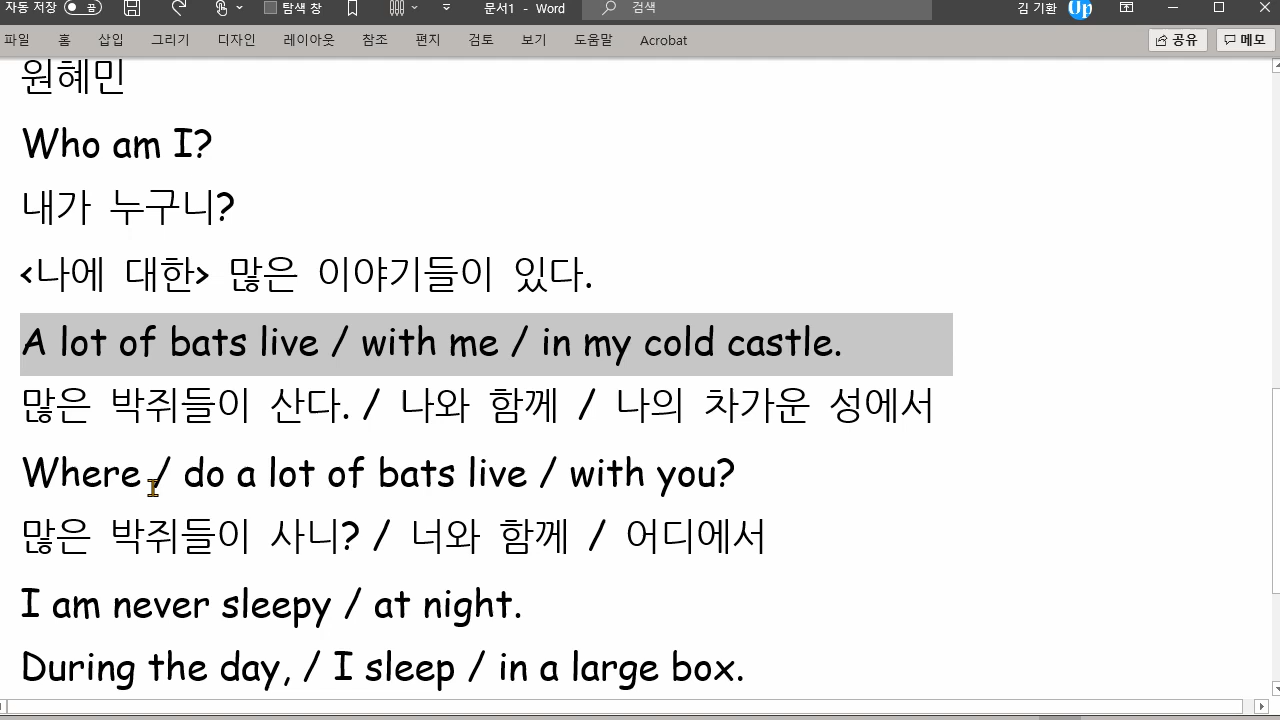 자동 저장 끔 탐색 창 문서1 - Word 검색 김 기환 Up
파일 홈 삽입 그리기 디자인 레이아웃 참조 편지 검토 보기 도움말 Acrobat 공유 메모
원혜민
Who am I?
내가 누구니?
<나에 대한> 많은 이야기들이 있다.
A lot of bats live / with me / in my cold castle.
많은 박쥐들이 산다. / 나와 함께 / 나의 차가운 성에서
Where / do a lot of bats live / with you?
많은 박쥐들이 사니? / 너와 함께 / 어디에서
I am never sleepy / at night.
During the day, / I sleep / in a large box.